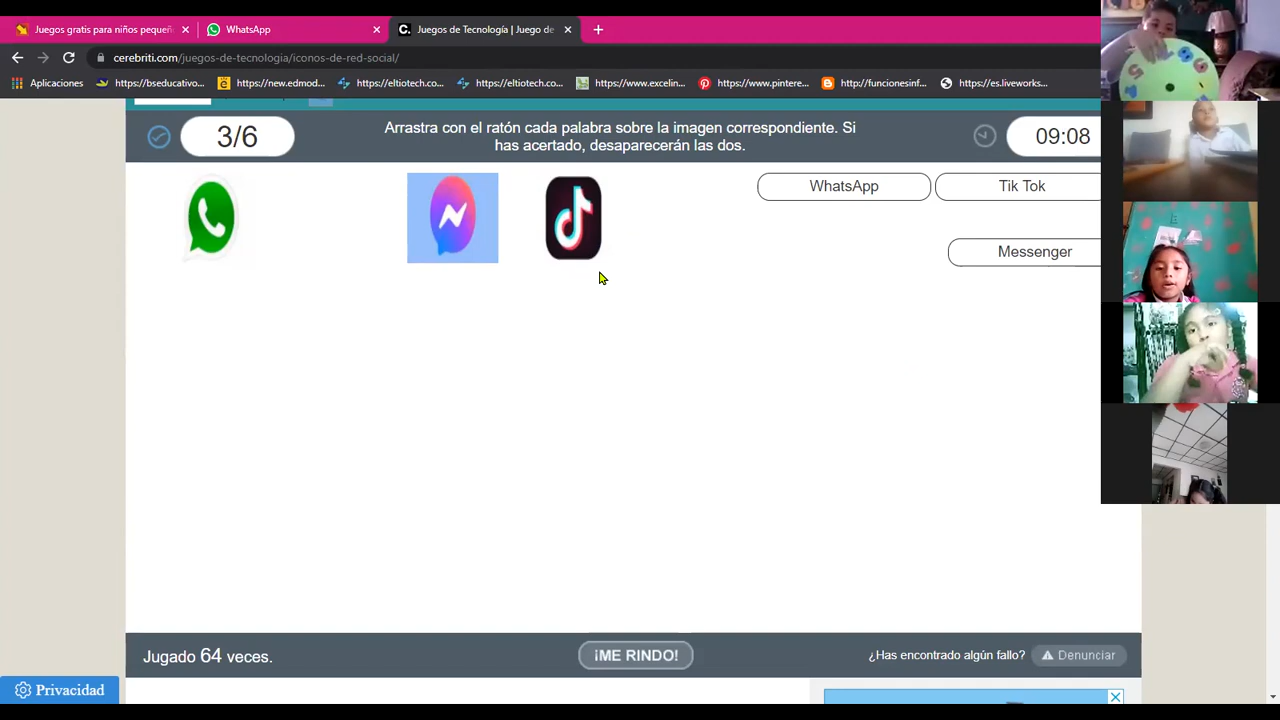 Juegos gratis para niños pequeñ
WhatsApp
Juegos de Tecnología | Juego de
cerebriti.com/juegos-de-tecnologia/iconos-de-red-social/
Aplicaciones
https://bseducativo...
https://new.edmod...
https://eltiotech.co...
https://eltiotech.co...
https://www.excelin...
https://www.pintere...
http://funcionesinf...
https://es.liveworks...
3/6
Arrastra con el ratón cada palabra sobre la imagen correspondiente. Si
has acertado, desaparecerán las dos.
09:08
WhatsApp
Tik Tok
Messenger
Jugado 64 veces.
¡ME RINDO!
¿Has encontrado algún fallo?
Denunciar
Privacidad